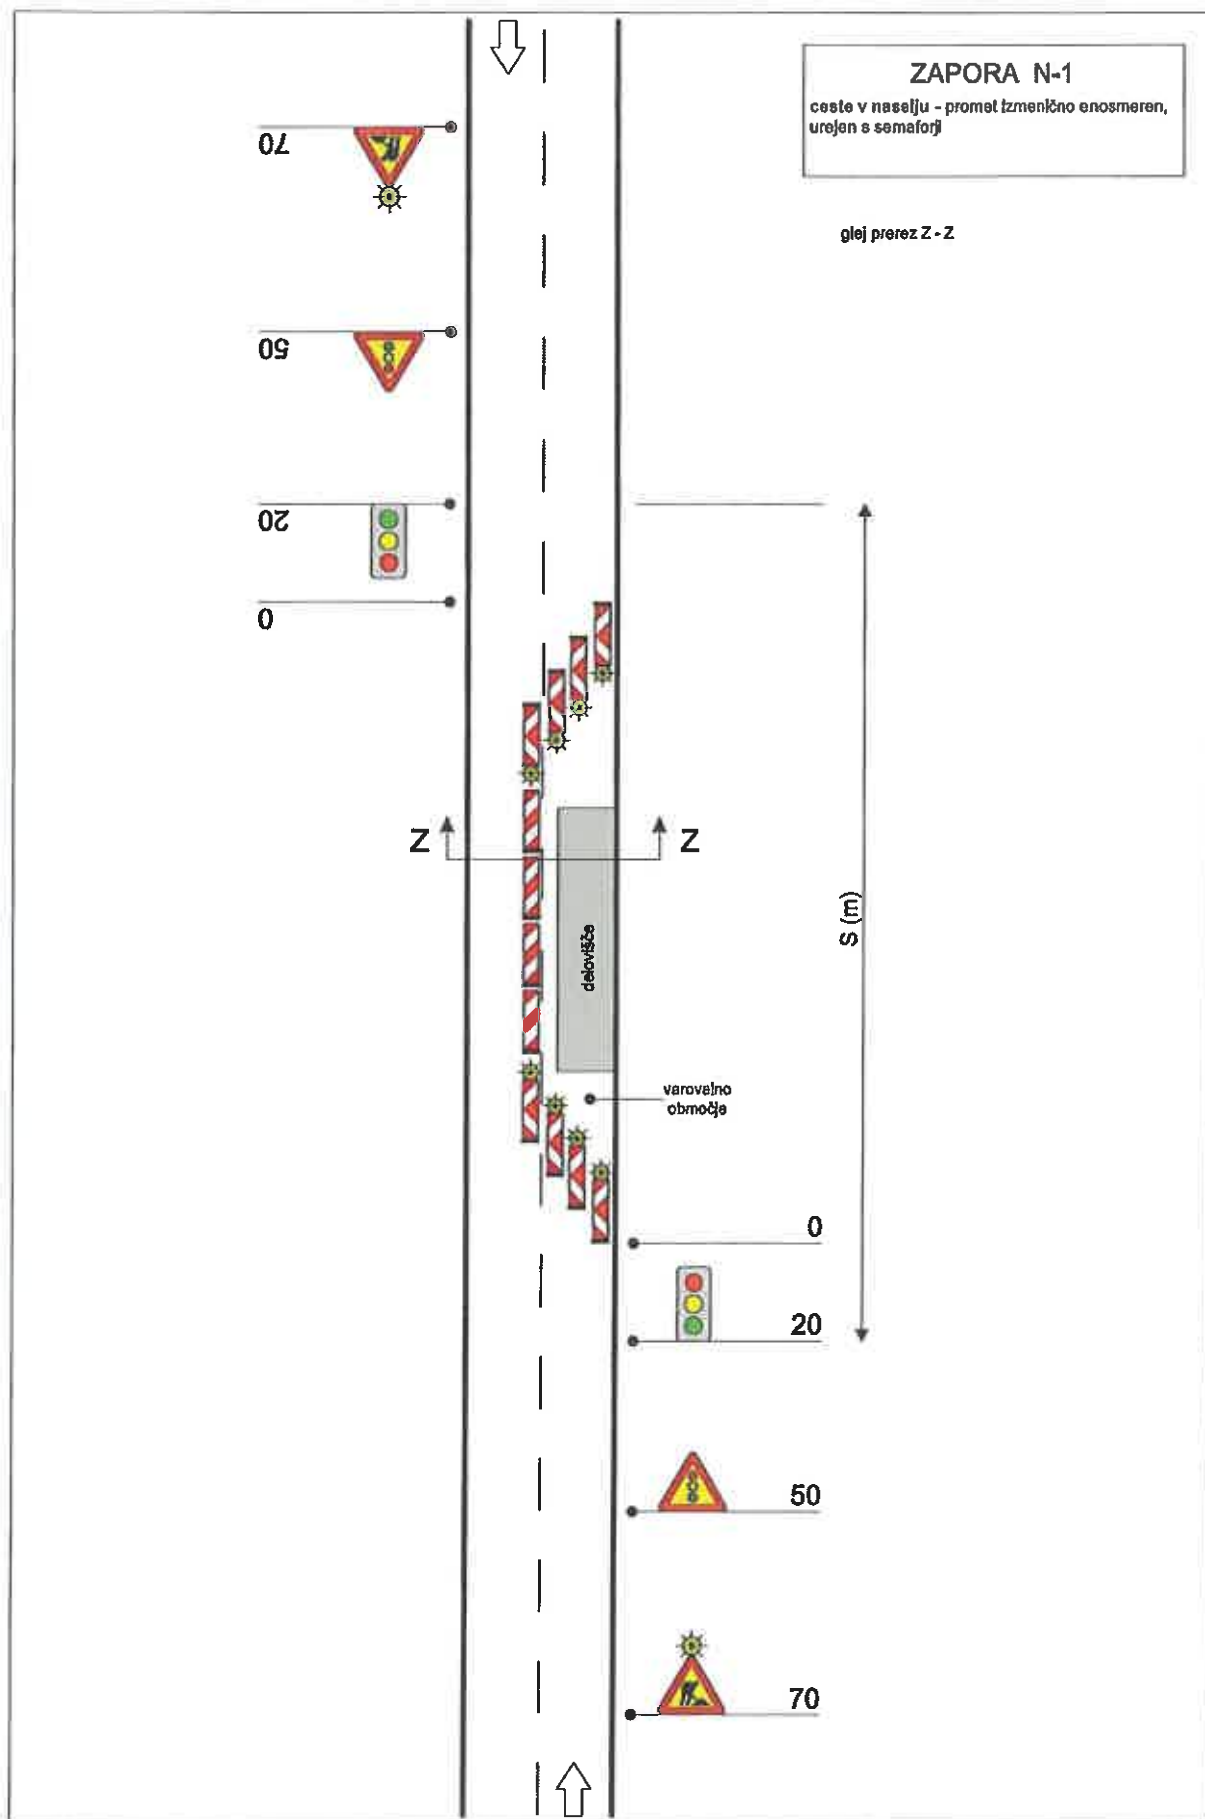 ZAPORA N-1
ceste v naselju - promet izmenično enosmeren,
urejen s semaforji
glej prerez Z - Z
70
50
20
0
Z
Z
delovišče
S (m)
varovalno
območje
0
20
50
70